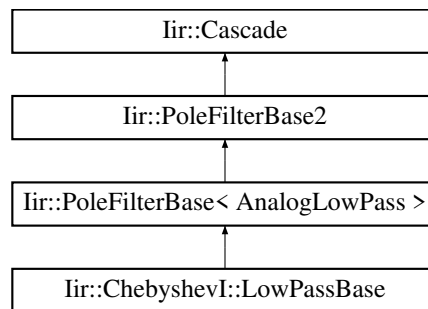 Iir::Cascade
Iir::PoleFilterBase2
Iir::PoleFilterBase< AnalogLowPass >
Iir::ChebyshevI::LowPassBase